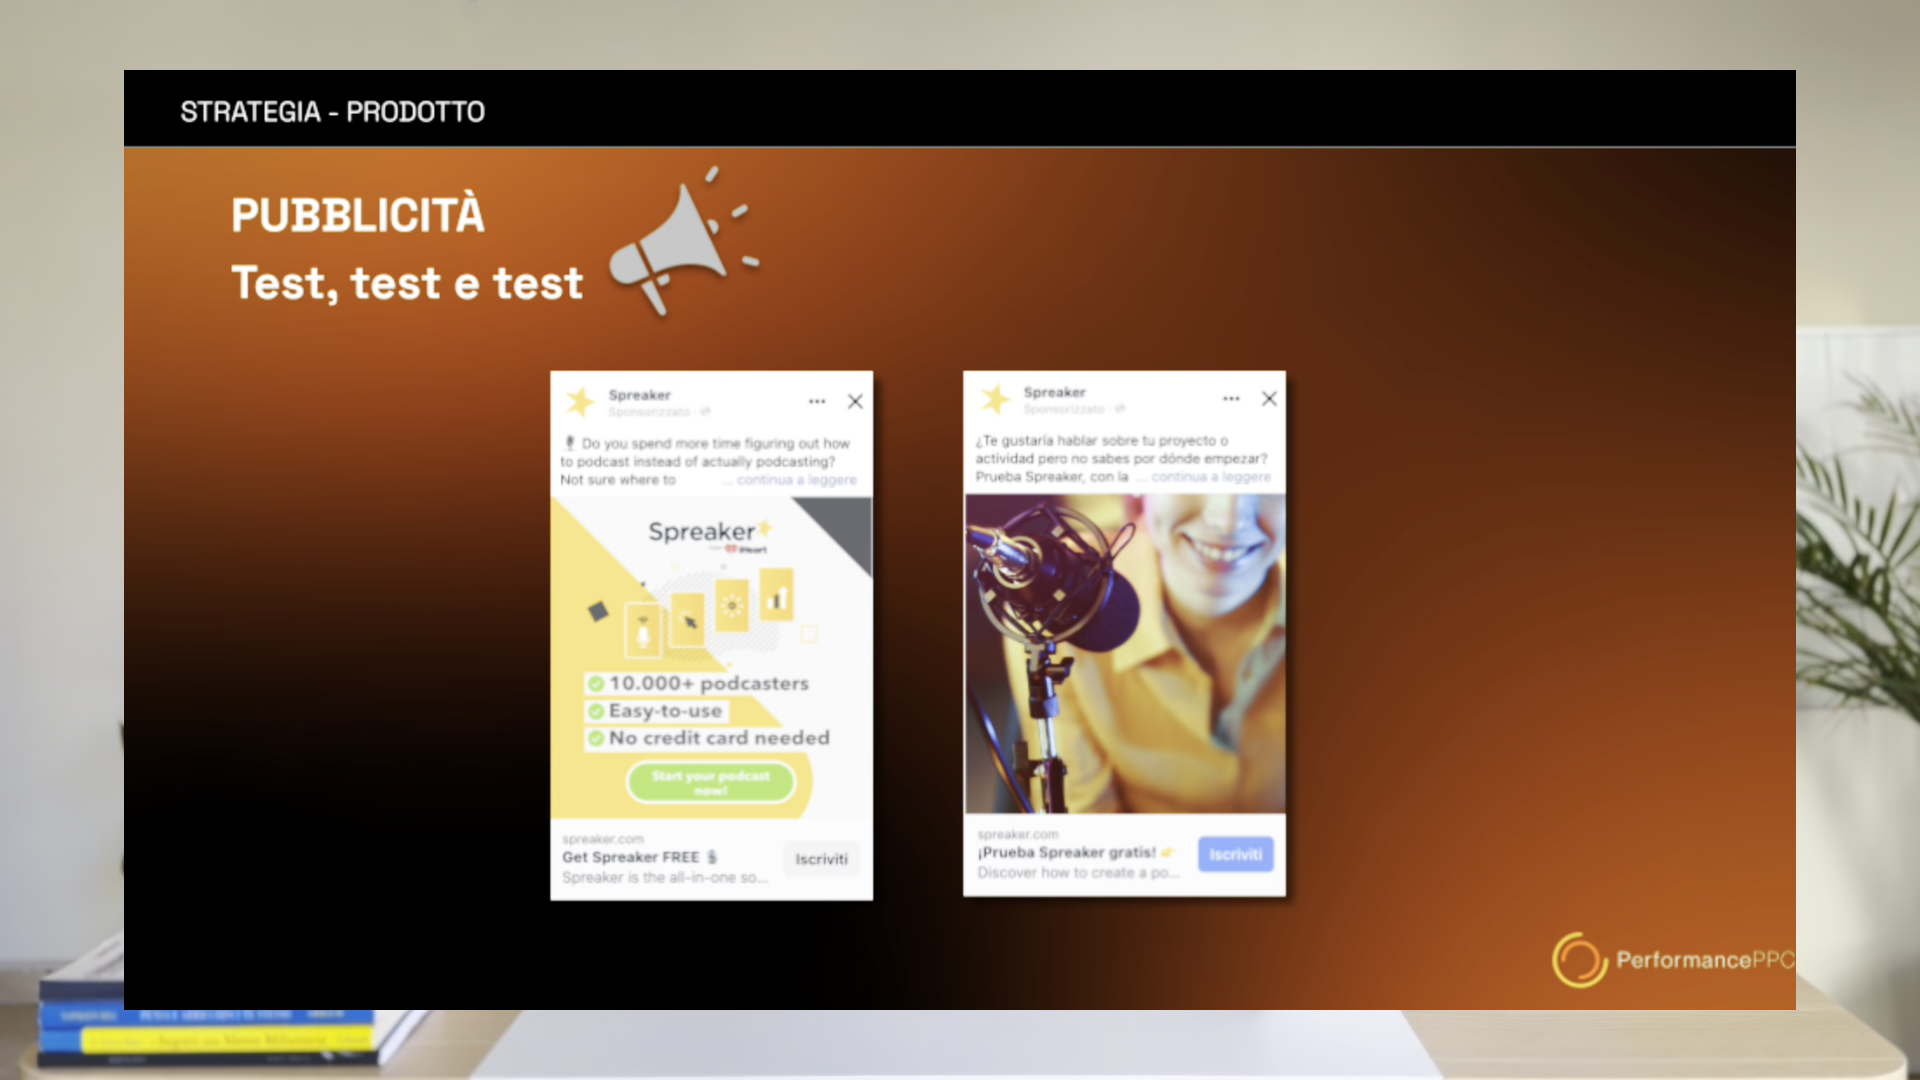 STRATEGIA - PRODOTTO
PUBBLICITÀ
Test, test e test
Spreaker
Sponsorizzato ·
Do you spend more time figuring out how
to podcast instead of actually podcasting?
Not sure where to ... continua a leggere
Spreaker
iHeart
10.000+ podcasters
Easy-to-use
No credit card needed
Start your podcast
now!
spreaker.com
Get Spreaker FREE
Spreaker is the all-in-one so...
Iscriviti
Spreaker
Sponsorizzato ·
¿Te gustaría hablar sobre tu proyecto o
actividad pero no sabes por dónde empezar?
Prueba Spreaker, con la ... continua a leggere
spreaker.com
¡Prueba Spreaker gratis!
Discover how to create a po...
Iscriviti
PerformancePPC